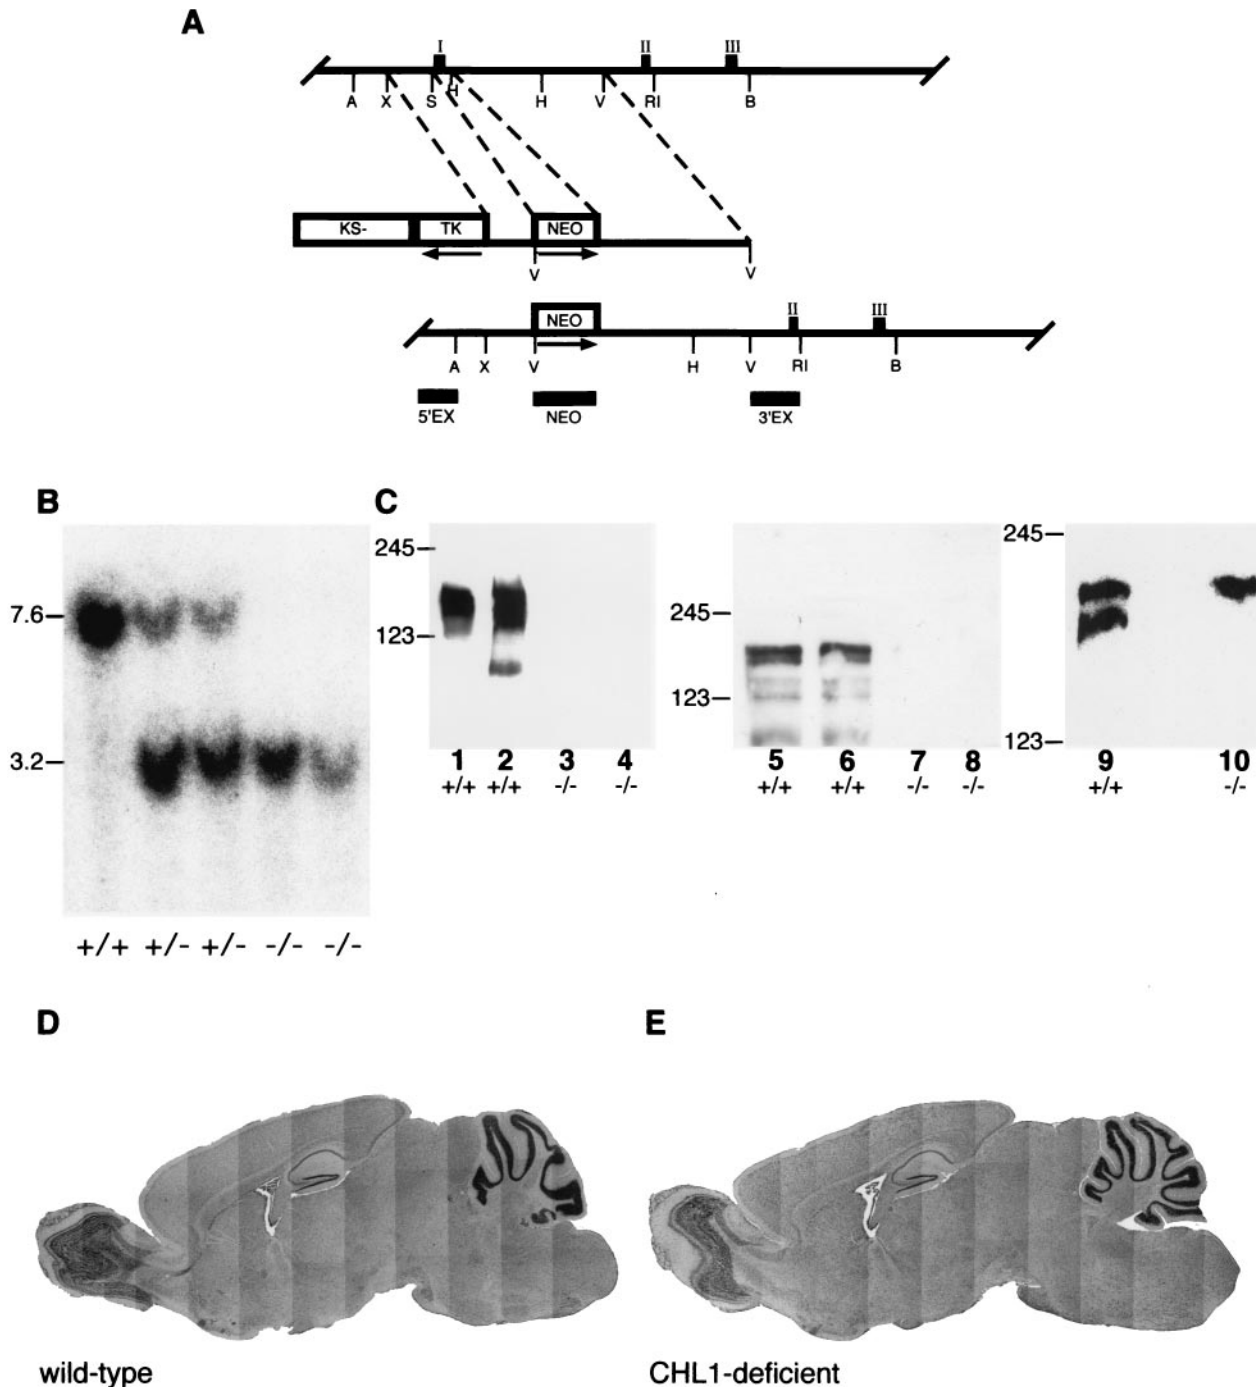 A
I II III
A X S H H V RI B
KS- TK NEO
V V
NEO II III
A X V H V RI B
5'EX NEO 3'EX
B
7.6
3.2
+/+ +/- +/- -/- -/-
C
245
123
1 2 3 4
+/+ +/+ -/- -/-
245
123
5 6 7 8
+/+ +/+ -/- -/-
245
123
9 10
+/+ -/-
D
wild-type
E
CHL1-deficient